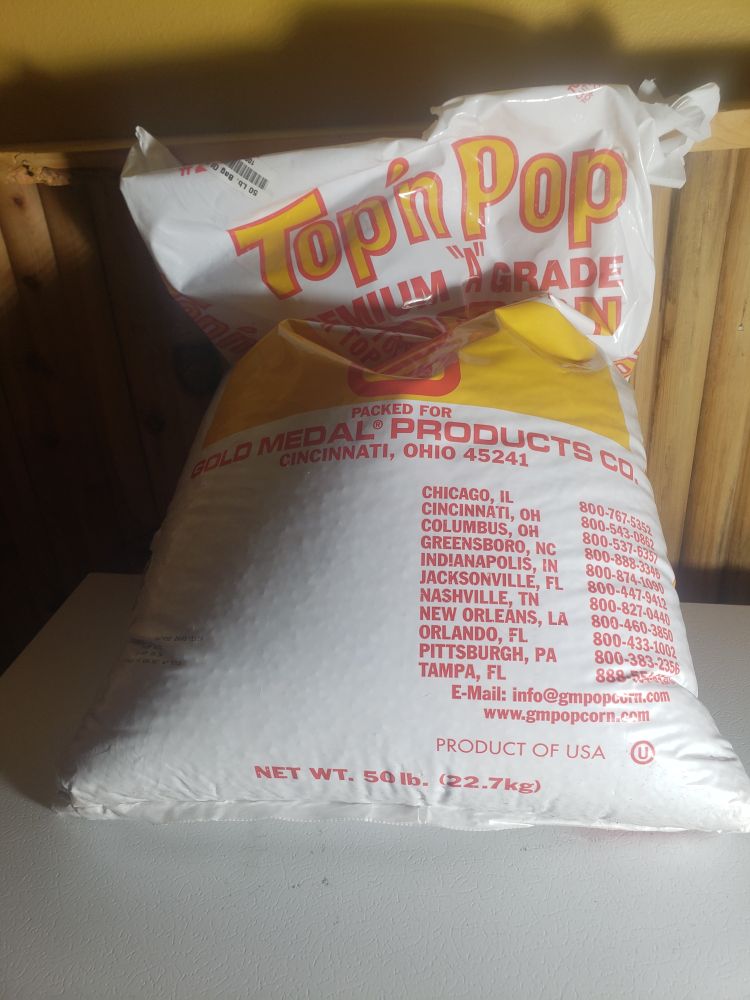 50 Lb. Bag
Top'n Pop
PREMIUM "A" GRADE
PACKED FOR
GOLD MEDAL® PRODUCTS CO.
CINCINNATI, OHIO 45241
CHICAGO, IL 800-767-5352
CINCINNATI, OH 800-543-0862
COLUMBUS, OH 800-537-6357
GREENSBORO, NC 800-888-3346
INDIANAPOLIS, IN 800-874-1090
JACKSONVILLE, FL 800-447-9412
NASHVILLE, TN 800-827-0440
NEW ORLEANS, LA 800-460-3850
ORLANDO, FL 800-433-1002
PITTSBURGH, PA 800-383-2356
TAMPA, FL
E-Mail: info@gmpopcorn.com
www.gmpopcorn.com
PRODUCT OF USA U
NET WT. 50 lb. (22.7kg)